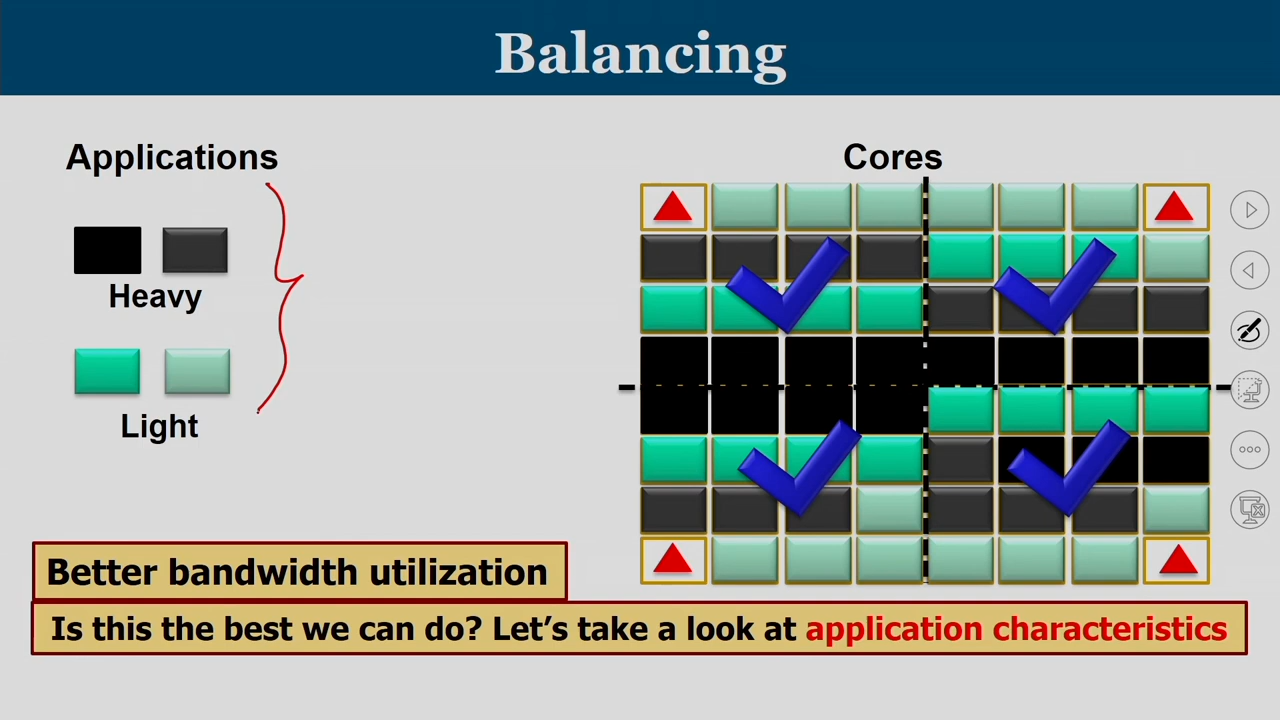 Balancing
Applications
Cores
Heavy
Light
Better bandwidth utilization
Is this the best we can do? Let’s take a look at application characteristics